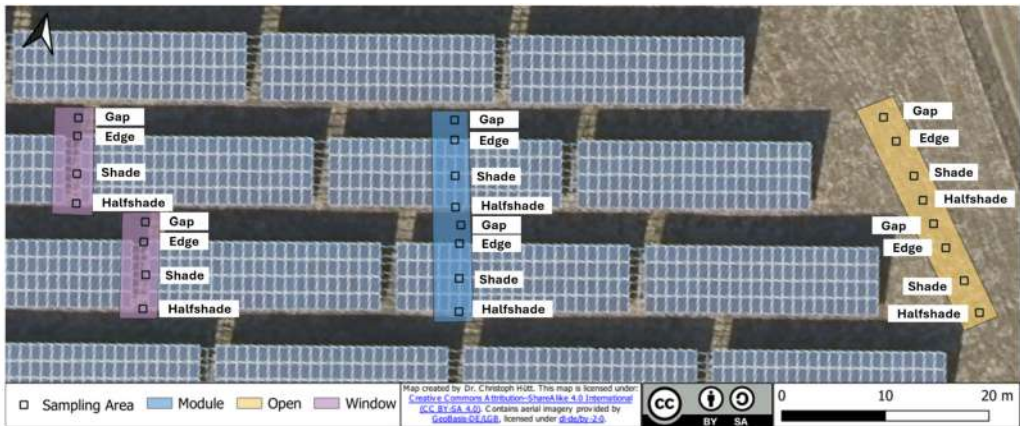 Gap
Edge
Shade
Halfshade
Gap
Edge
Shade
Halfshade
Gap
Edge
Shade
Halfshade
Gap
Edge
Shade
Halfshade
Gap
Edge
Shade
Halfshade
Gap
Edge
Shade
Halfshade
Sampling Area
Module
Open
Window
Map created by Dr. Christoph Hütt. This map is licensed under:
Creative Commons Attribution-ShareAlike 4.0 International
(CC BY-SA 4.0). Contains aerial imagery provided by
GeoBasis-DE/LGB, licensed under dl-de/by-2-0.
CC
BY SA
0 10 20 m